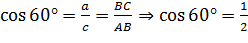 cos 60° = a/c = BC/AB ⇒ cos 60° = 1/2